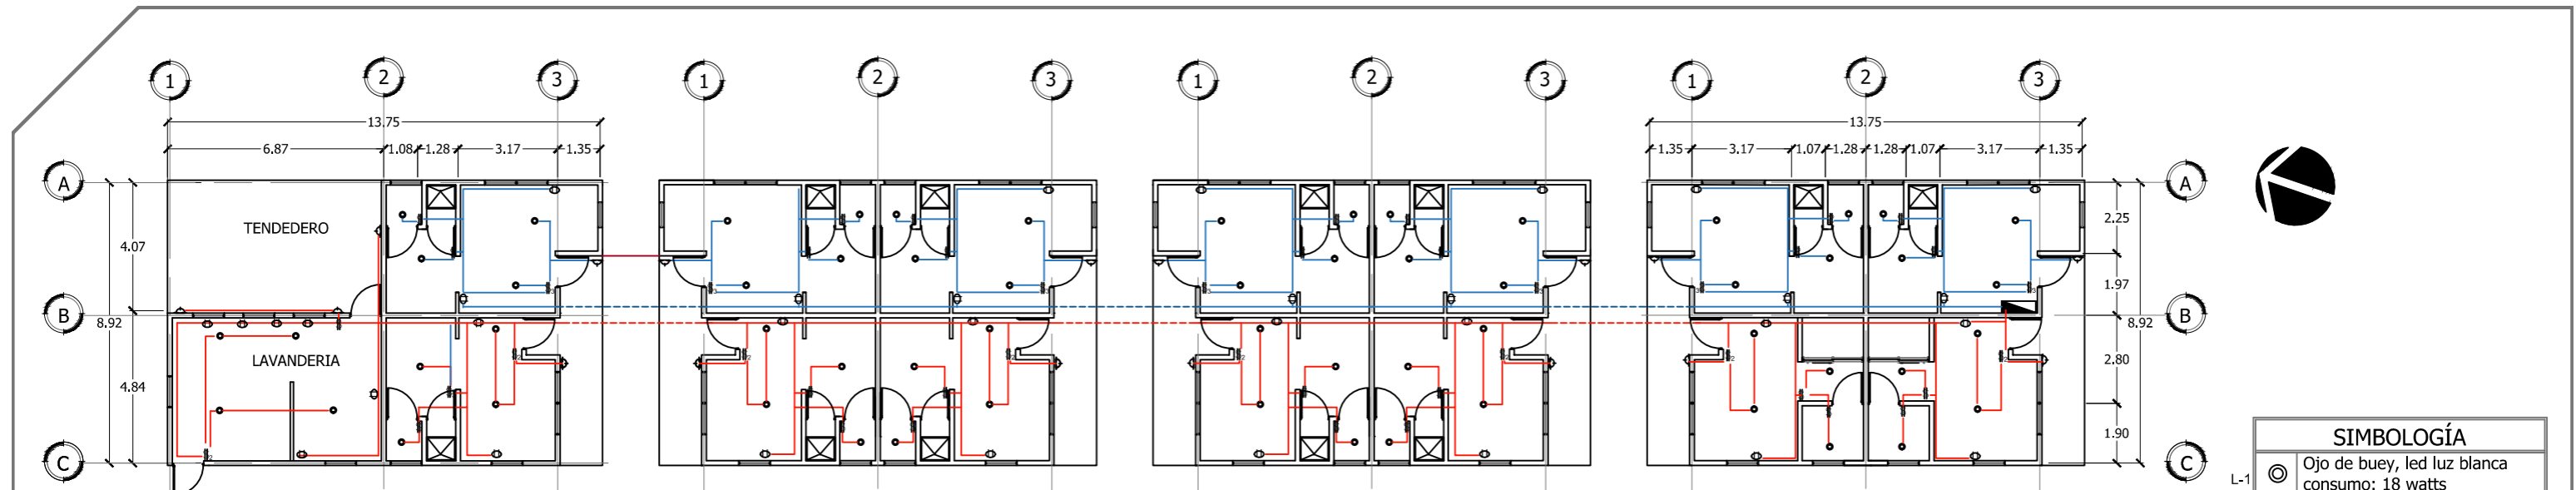 1 2 3 1 2 3 1 2 3 1 2 3
13.75 13.75
6.87 1.08 1.28 3.17 1.35 1.35 3.17 1.07 1.28 1.28 1.07 3.17 1.35
A A
TENDEDERO
2.25
4.07
1.97
B B
8.92 8.92
LAVANDERIA
2.80
4.84
1.90
C C
SIMBOLOGÍA
L-1 Ojo de buey, led luz blanca
consumo: 18 watts